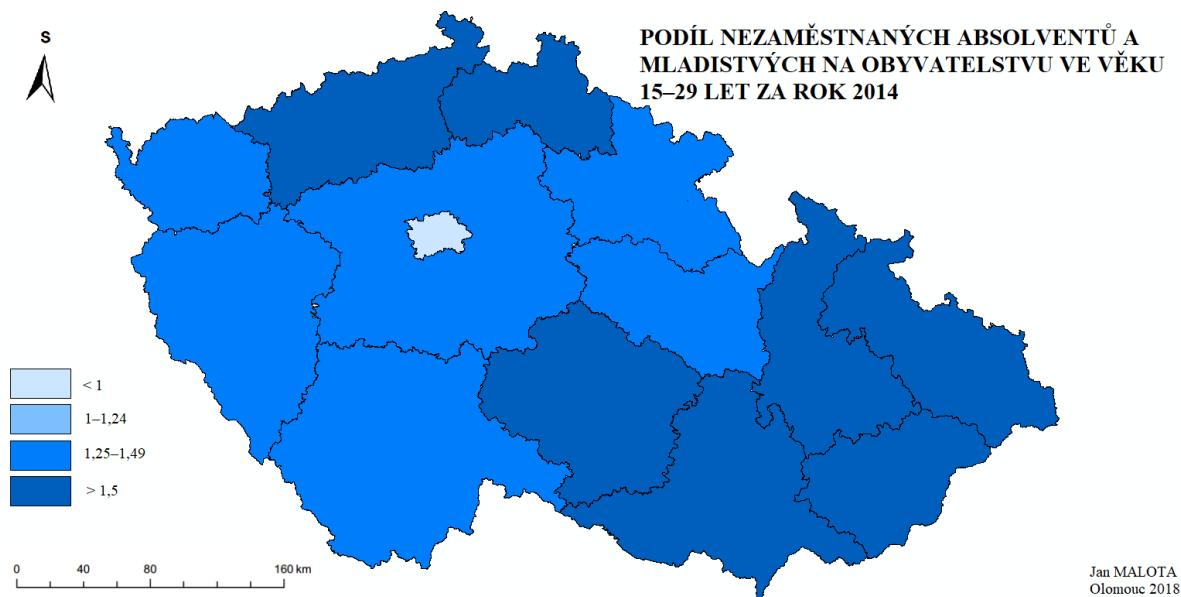 S
PODÍL NEZAMĚSTNANÝCH ABSOLVENTŮ A
MLADISTVÝCH NA OBYVATELSTVU VE VĚKU
15–29 LET ZA ROK 2014
< 1
1–1,24
1,25–1,49
> 1,5
0 40 80 160 km
Jan MALOTA
Olomouc 2018